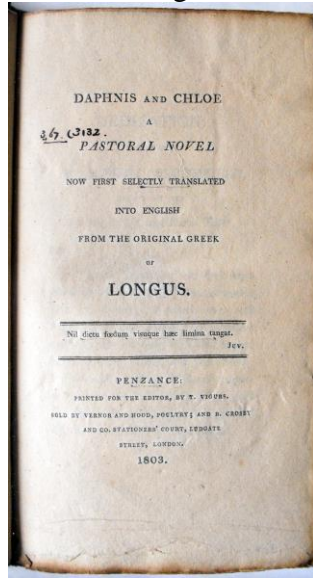 DAPHNIS AND CHLOE
A
367. C3132.
PASTORAL NOVEL
NOW FIRST SELECTLY TRANSLATED
INTO ENGLISH
FROM THE ORIGINAL GREEK
OF
LONGUS.
Nil dictu fœdum visuque hæc limina tangat.
JUV.
PENZANCE:
PRINTED FOR THE EDITOR, BY T. VIGURS.
SOLD BY VERNOR AND HOOD, POULTRY; AND B. CROSBY
AND CO. STATIONERS' COURT, LUDGATE
STREET, LONDON.
1803.